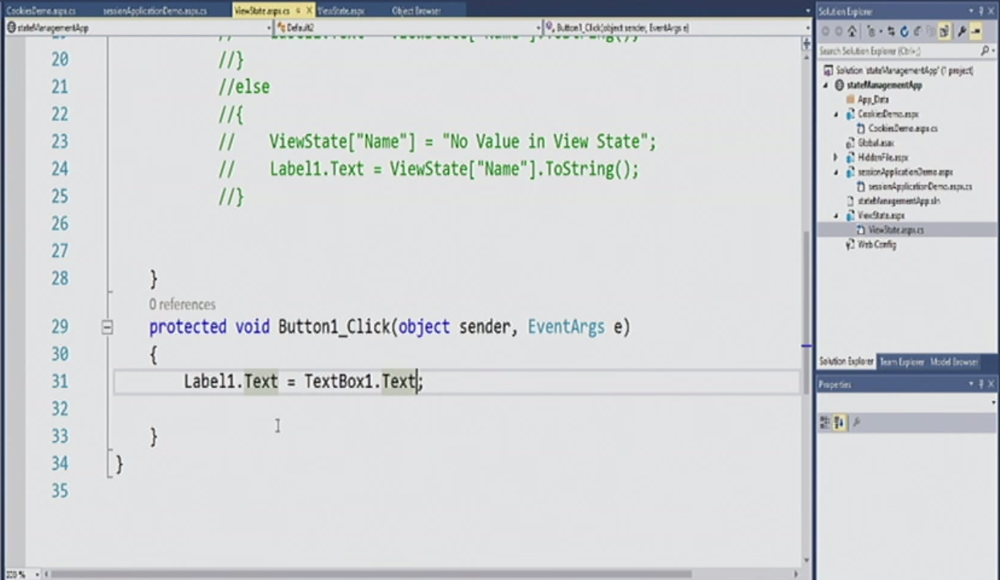 CookiesDemo.aspx.cs sessionApplicationDemo.aspx.cs ViewState.aspx.cs ViewState.aspx Object Browser
stateManagementApp Default2 Button1_Click(object sender, EventArgs e)
20 //}
21 //else
22 //{
23 // ViewState["Name"] = "No Value in View State";
24 // Label1.Text = ViewState["Name"].ToString();
25 //}
26
27
28 }
0 references
29 protected void Button1_Click(object sender, EventArgs e)
30 {
31 Label1.Text = TextBox1.Text;
32
33 }
34 }
35
Solution Explorer
Search Solution Explorer (Ctrl+;)
Solution 'stateManagementApp' (1 project)
stateManagementApp
App_Data
CookiesDemo.aspx
CookiesDemo.aspx.cs
Global.asax
HiddenFile.aspx
sessionApplicationDemo.aspx
sessionApplicationDemo.aspx.cs
stateManagementApp.sln
ViewState.aspx
ViewState.aspx.cs
Web.Config
Solution Explorer Team Explorer Model Browser
Properties